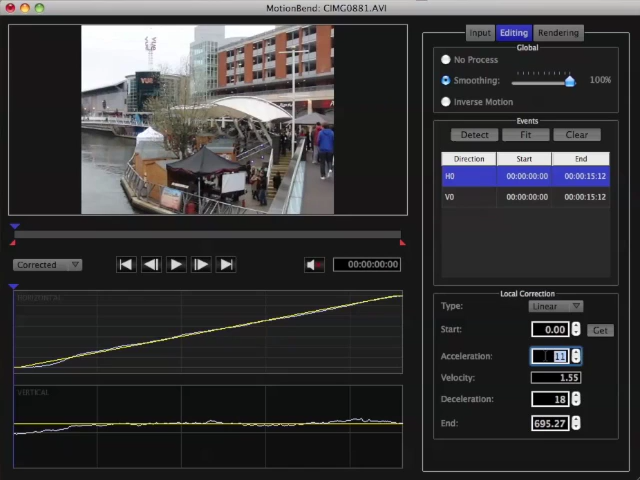 MotionBend: CIMG0881.AVI
Input Editing Rendering
Global
No Process
Smoothing: 100%
Inverse Motion
Events
Detect Fit Clear
Direction Start End
H0 00:00:00:00 00:00:15:12
V0 00:00:00:00 00:00:15:12
Corrected 00:00:00:00
HORIZONTAL
VERTICAL
Local Correction
Type: Linear
Start: 0.00 Get
Acceleration: 11
Velocity: 1.55
Deceleration: 18
End: 695.27